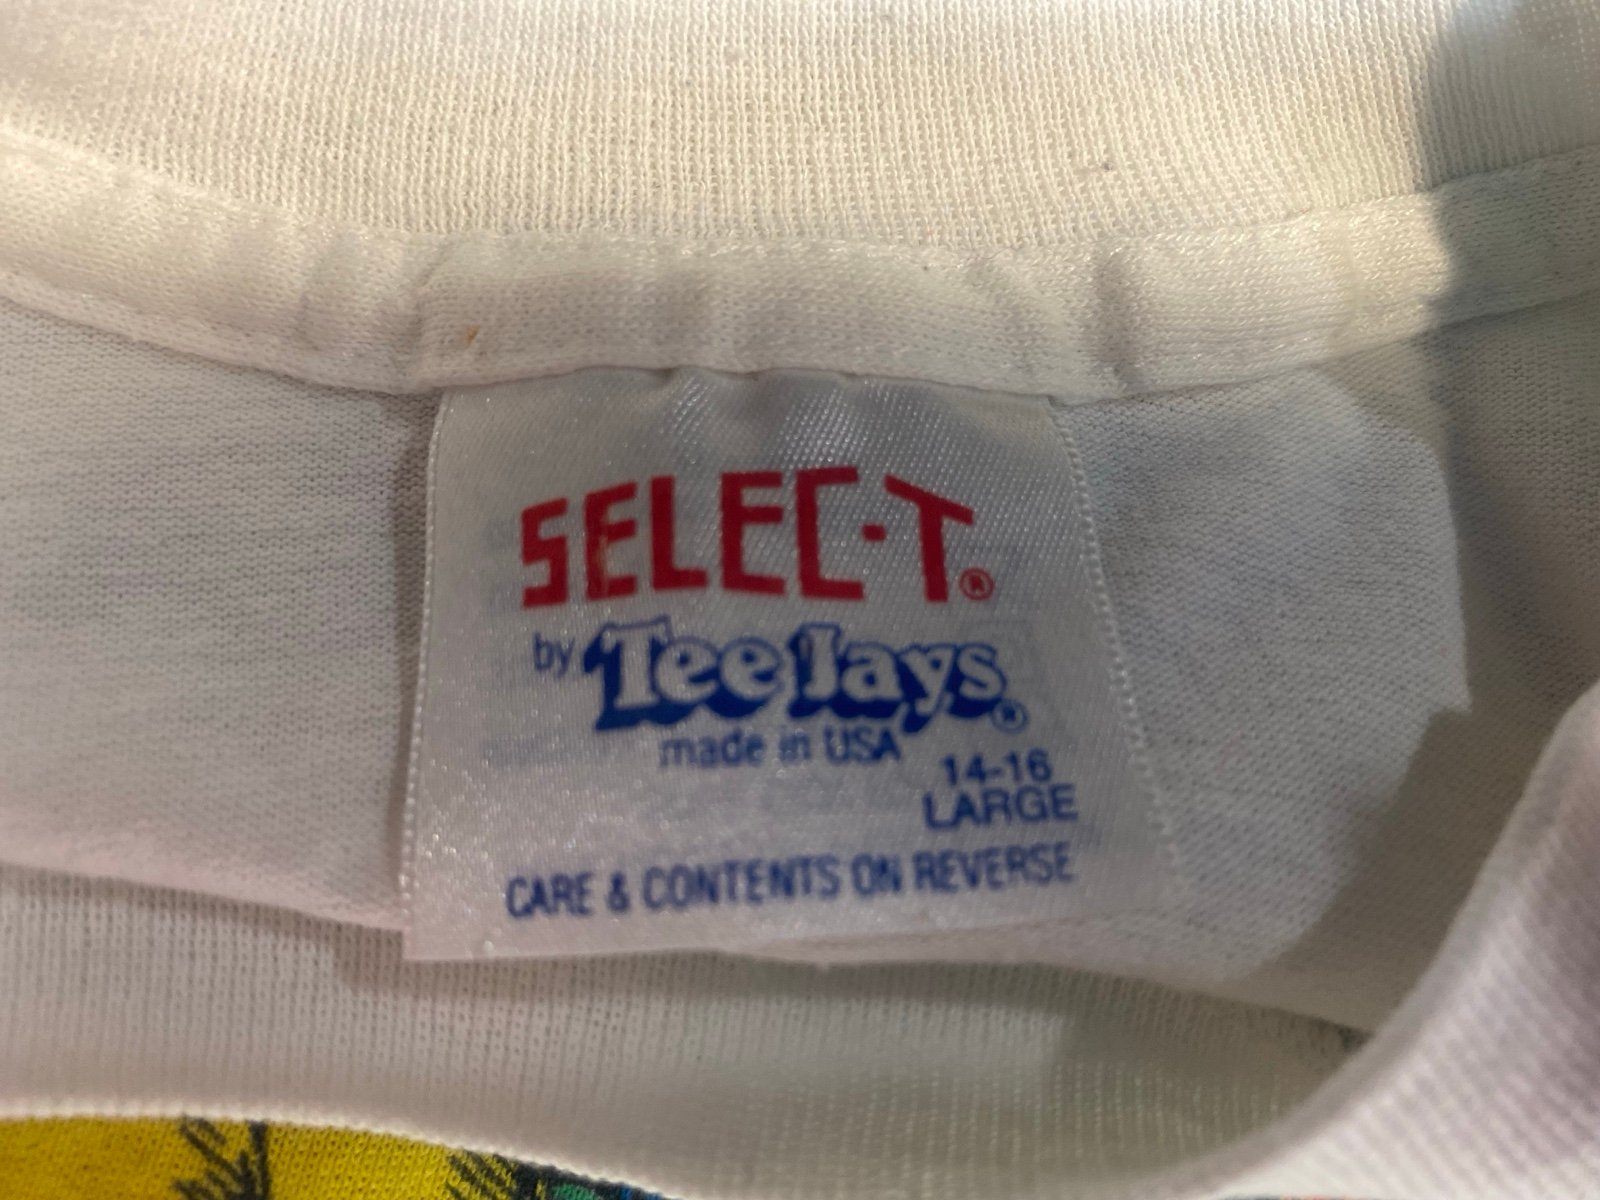 SELEC-T®
by Tee Jays®
made in USA
14-16
LARGE
CARE & CONTENTS ON REVERSE